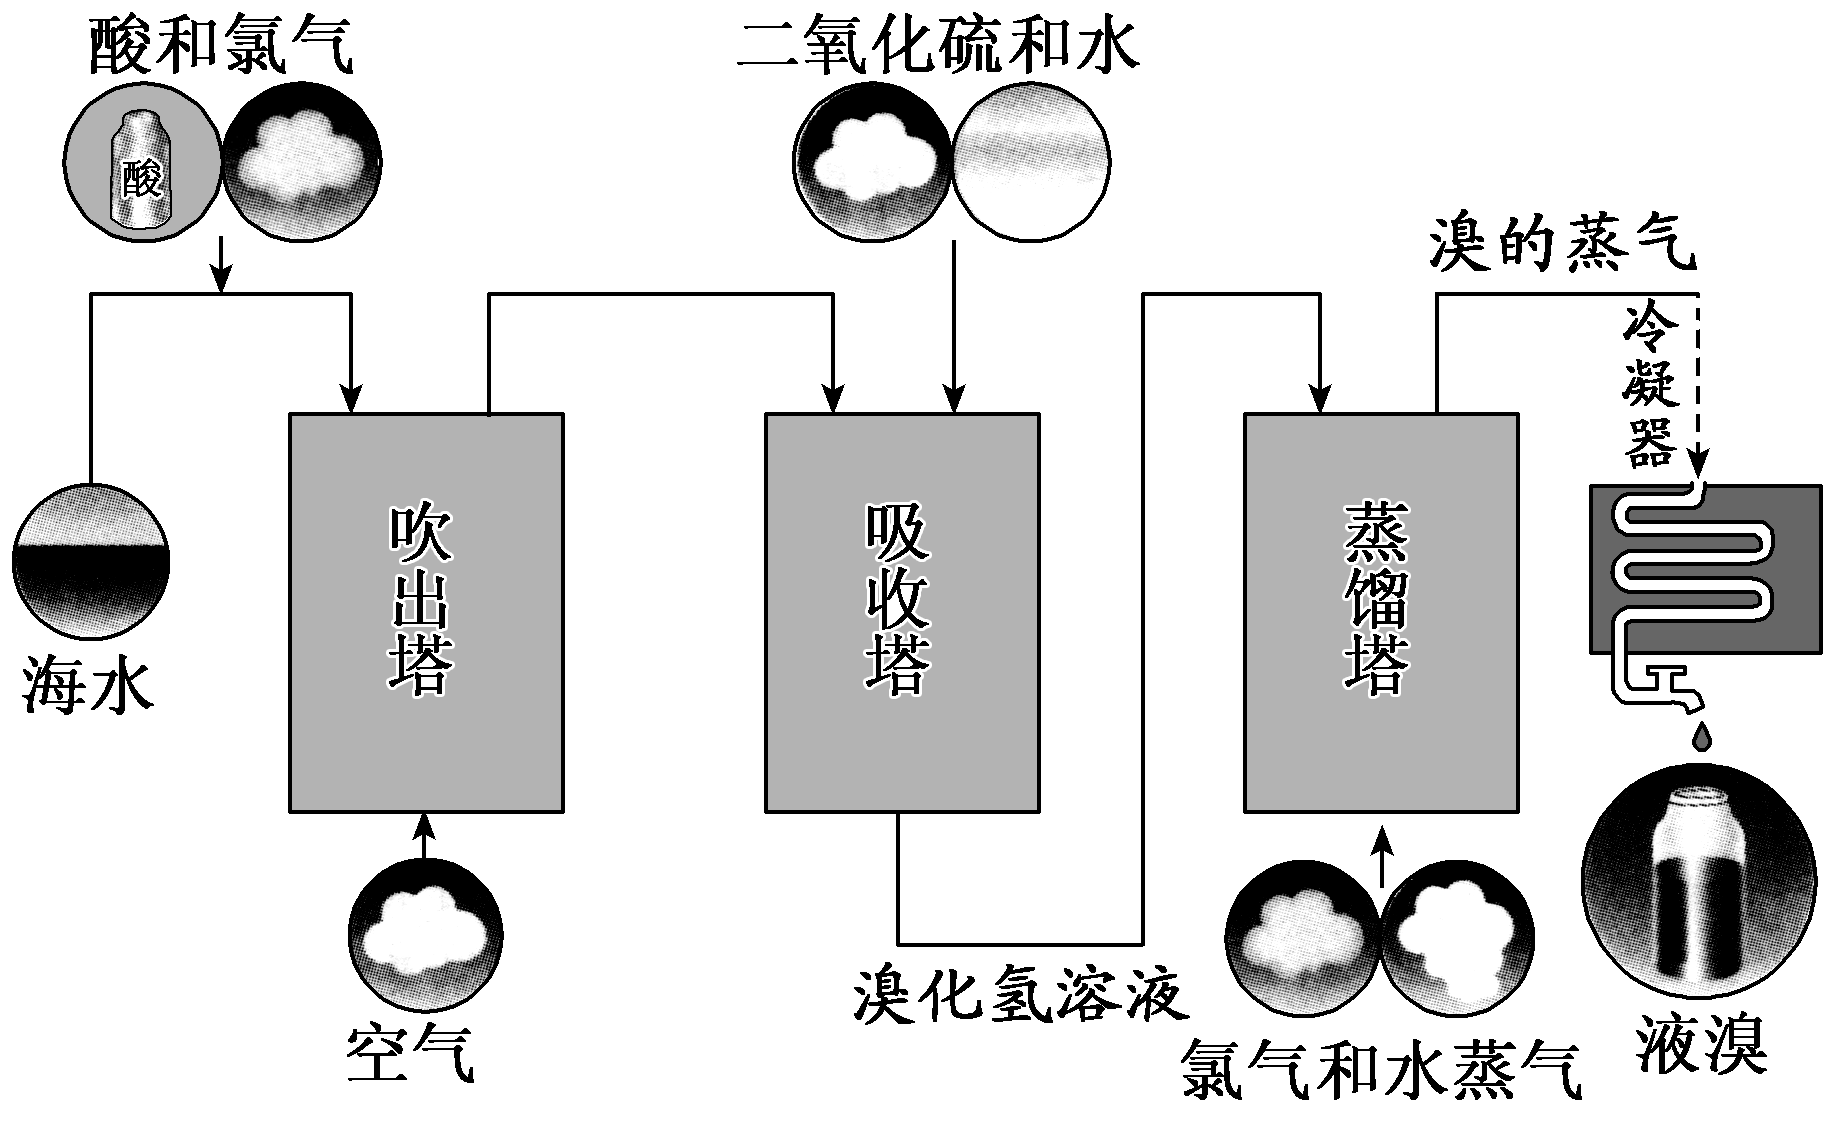 酸和氯气
二氧化硫和水
酸
溴的蒸气
冷凝器
吹出塔
吸收塔
蒸馏塔
海水
溴化氢溶液
空气
氯气和水蒸气
液溴